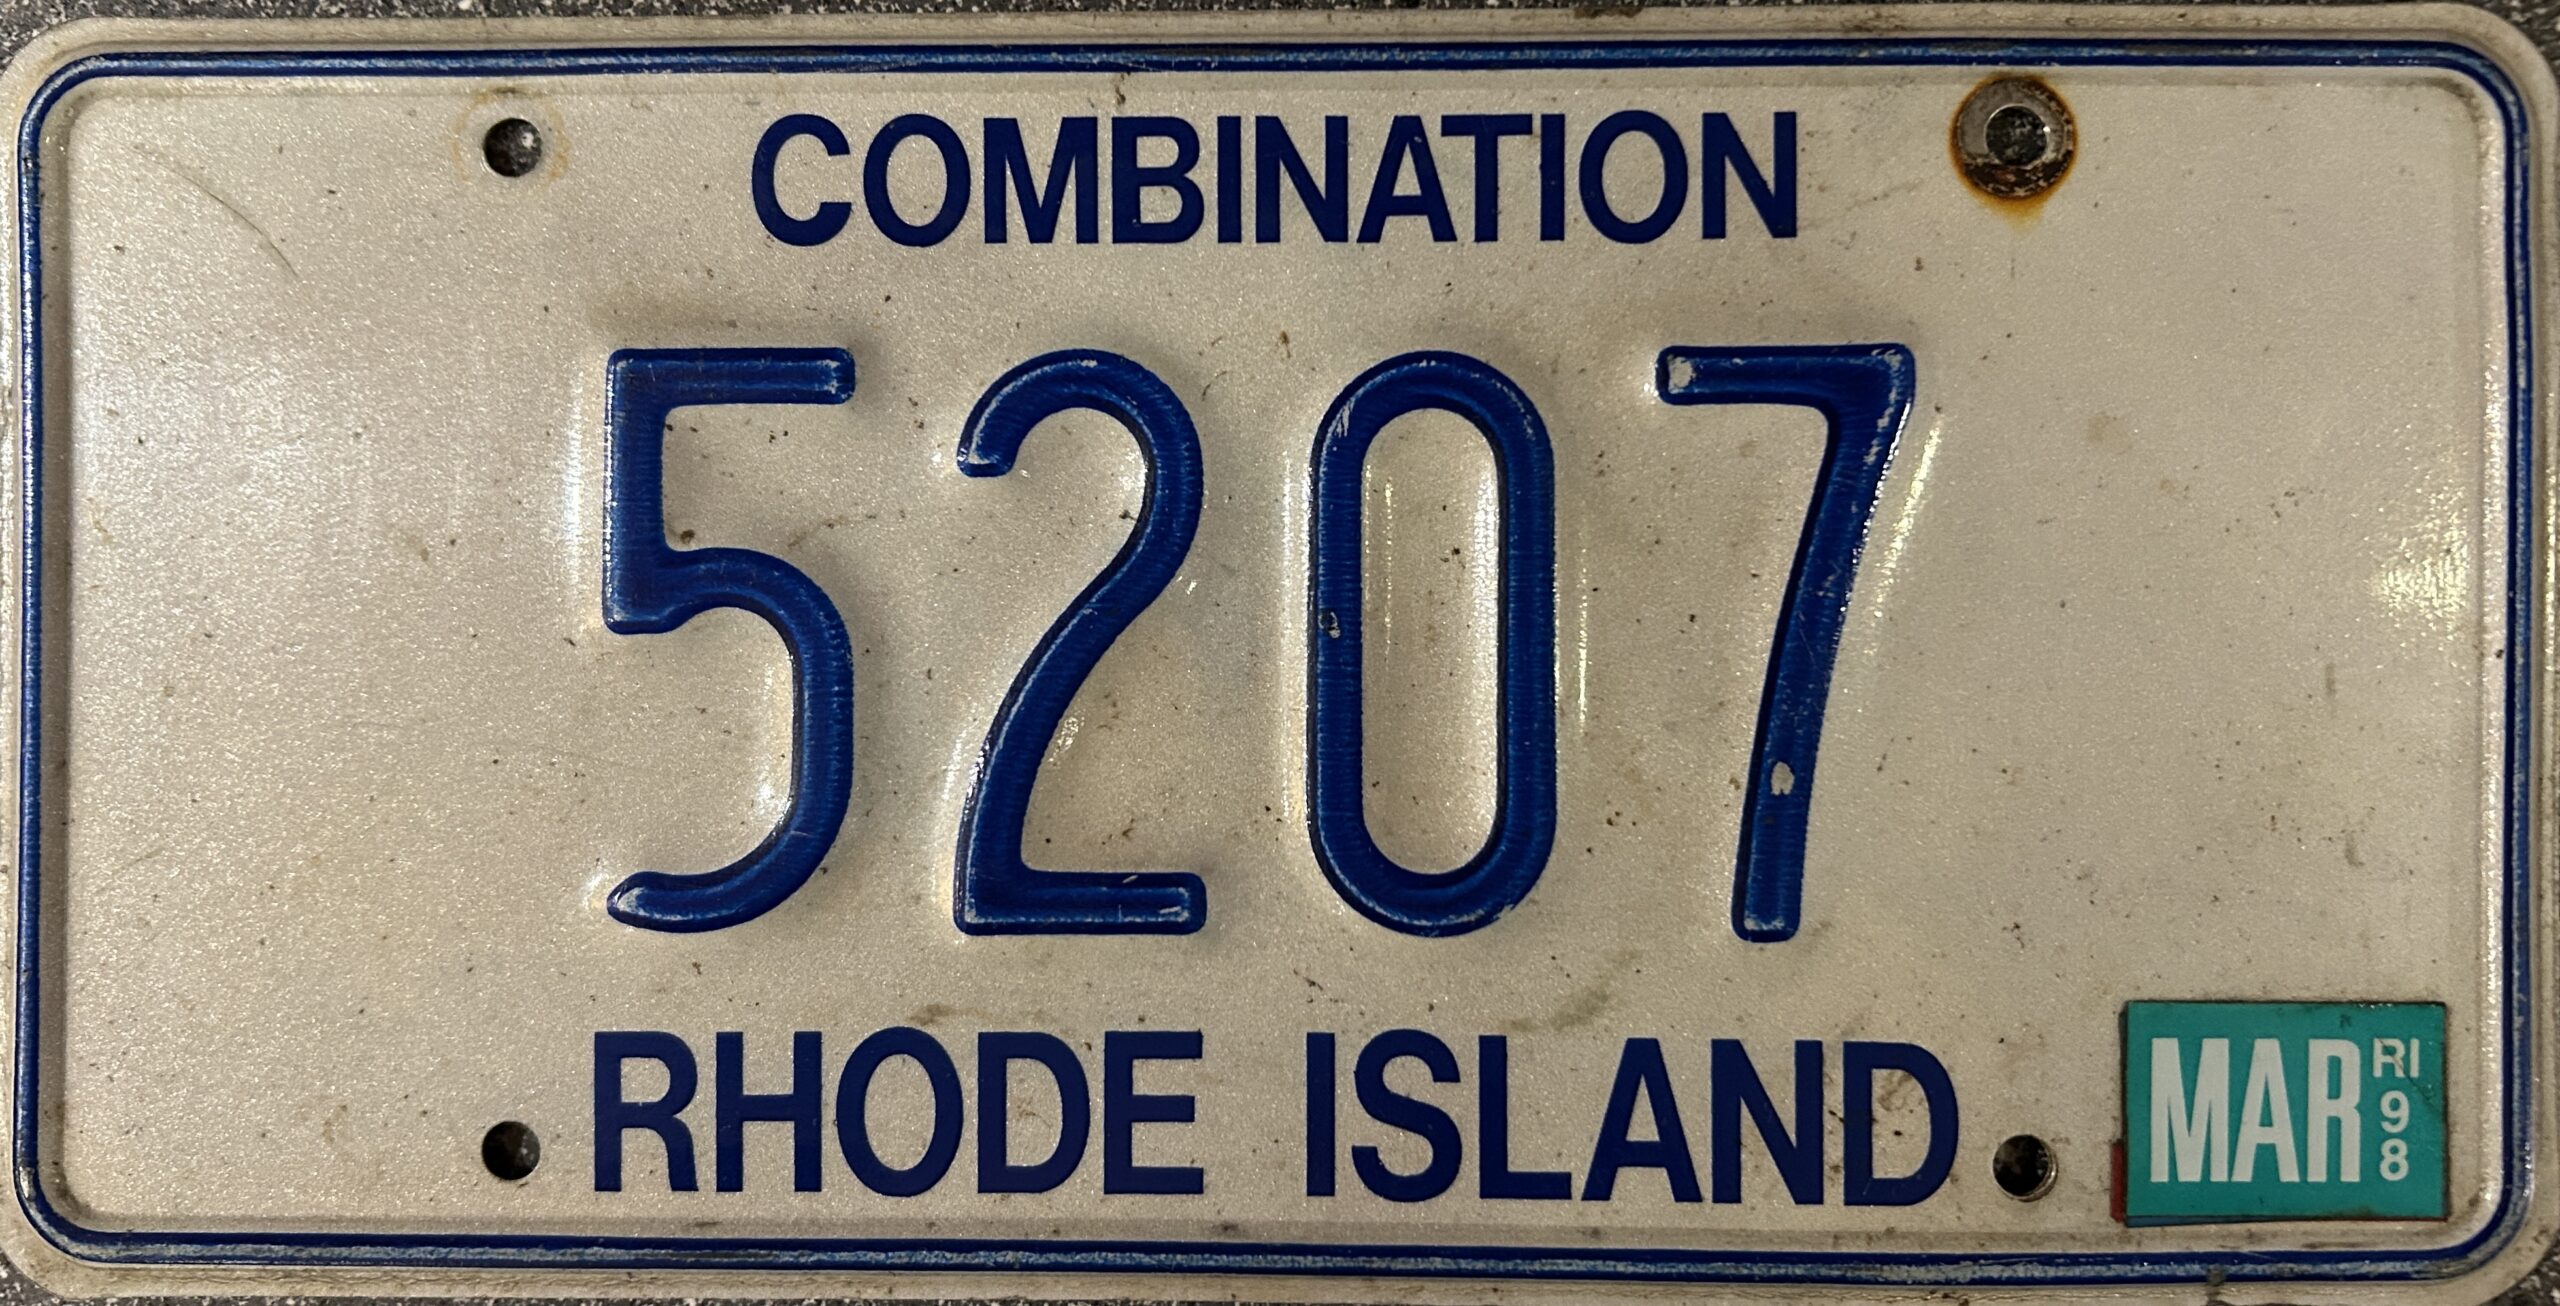 COMBINATION
5207
RHODE ISLAND
MAR
RI
98